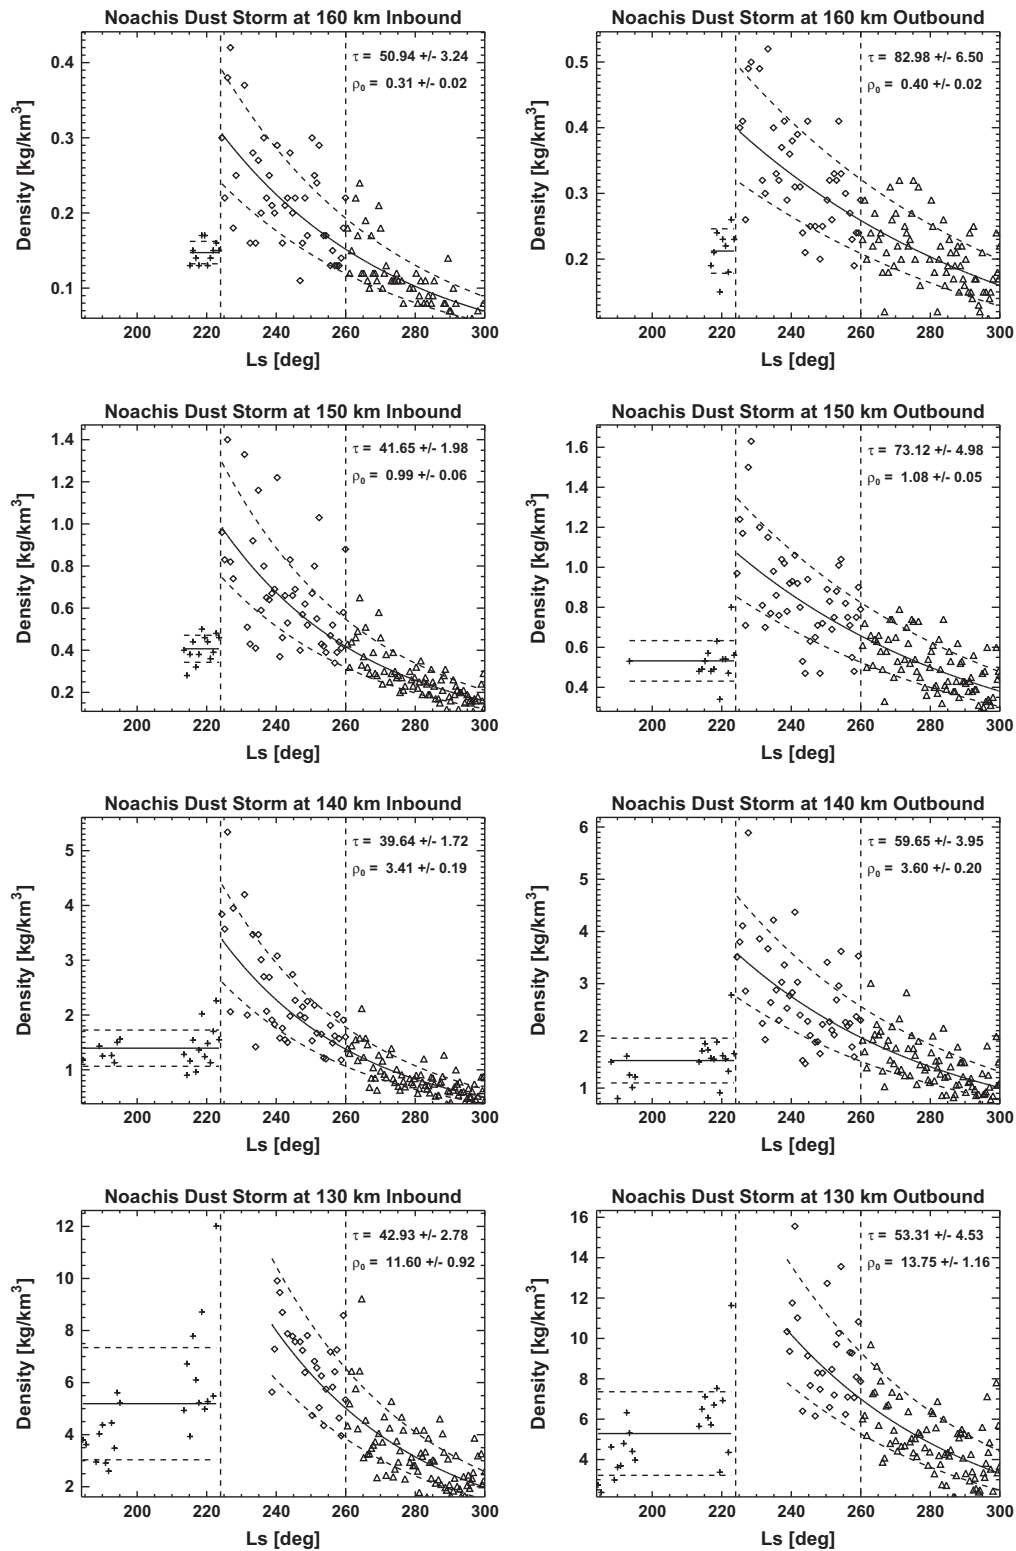 Noachis Dust Storm at 160 km Inbound
τ = 50.94 +/- 3.24
ρ₀ = 0.31 +/- 0.02
Density [kg/km³]
0.4
0.3
0.2
0.1
200 220 240 260 280 300
Ls [deg]
Noachis Dust Storm at 160 km Outbound
τ = 82.98 +/- 6.50
ρ₀ = 0.40 +/- 0.02
Density [kg/km³]
0.5
0.4
0.3
0.2
200 220 240 260 280 300
Ls [deg]
Noachis Dust Storm at 150 km Inbound
τ = 41.65 +/- 1.98
ρ₀ = 0.99 +/- 0.06
Density [kg/km³]
1.4
1.2
1.0
0.8
0.6
0.4
0.2
200 220 240 260 280 300
Ls [deg]
Noachis Dust Storm at 150 km Outbound
τ = 73.12 +/- 4.98
ρ₀ = 1.08 +/- 0.05
Density [kg/km³]
1.6
1.4
1.2
1.0
0.8
0.6
0.4
200 220 240 260 280 300
Ls [deg]
Noachis Dust Storm at 140 km Inbound
τ = 39.64 +/- 1.72
ρ₀ = 3.41 +/- 0.19
Density [kg/km³]
5
4
3
2
1
200 220 240 260 280 300
Ls [deg]
Noachis Dust Storm at 140 km Outbound
τ = 59.65 +/- 3.95
ρ₀ = 3.60 +/- 0.20
Density [kg/km³]
6
5
4
3
2
1
200 220 240 260 280 300
Ls [deg]
Noachis Dust Storm at 130 km Inbound
τ = 42.93 +/- 2.78
ρ₀ = 11.60 +/- 0.92
Density [kg/km³]
12
10
8
6
4
2
200 220 240 260 280 300
Ls [deg]
Noachis Dust Storm at 130 km Outbound
τ = 53.31 +/- 4.53
ρ₀ = 13.75 +/- 1.16
Density [kg/km³]
16
14
12
10
8
6
4
200 220 240 260 280 300
Ls [deg]